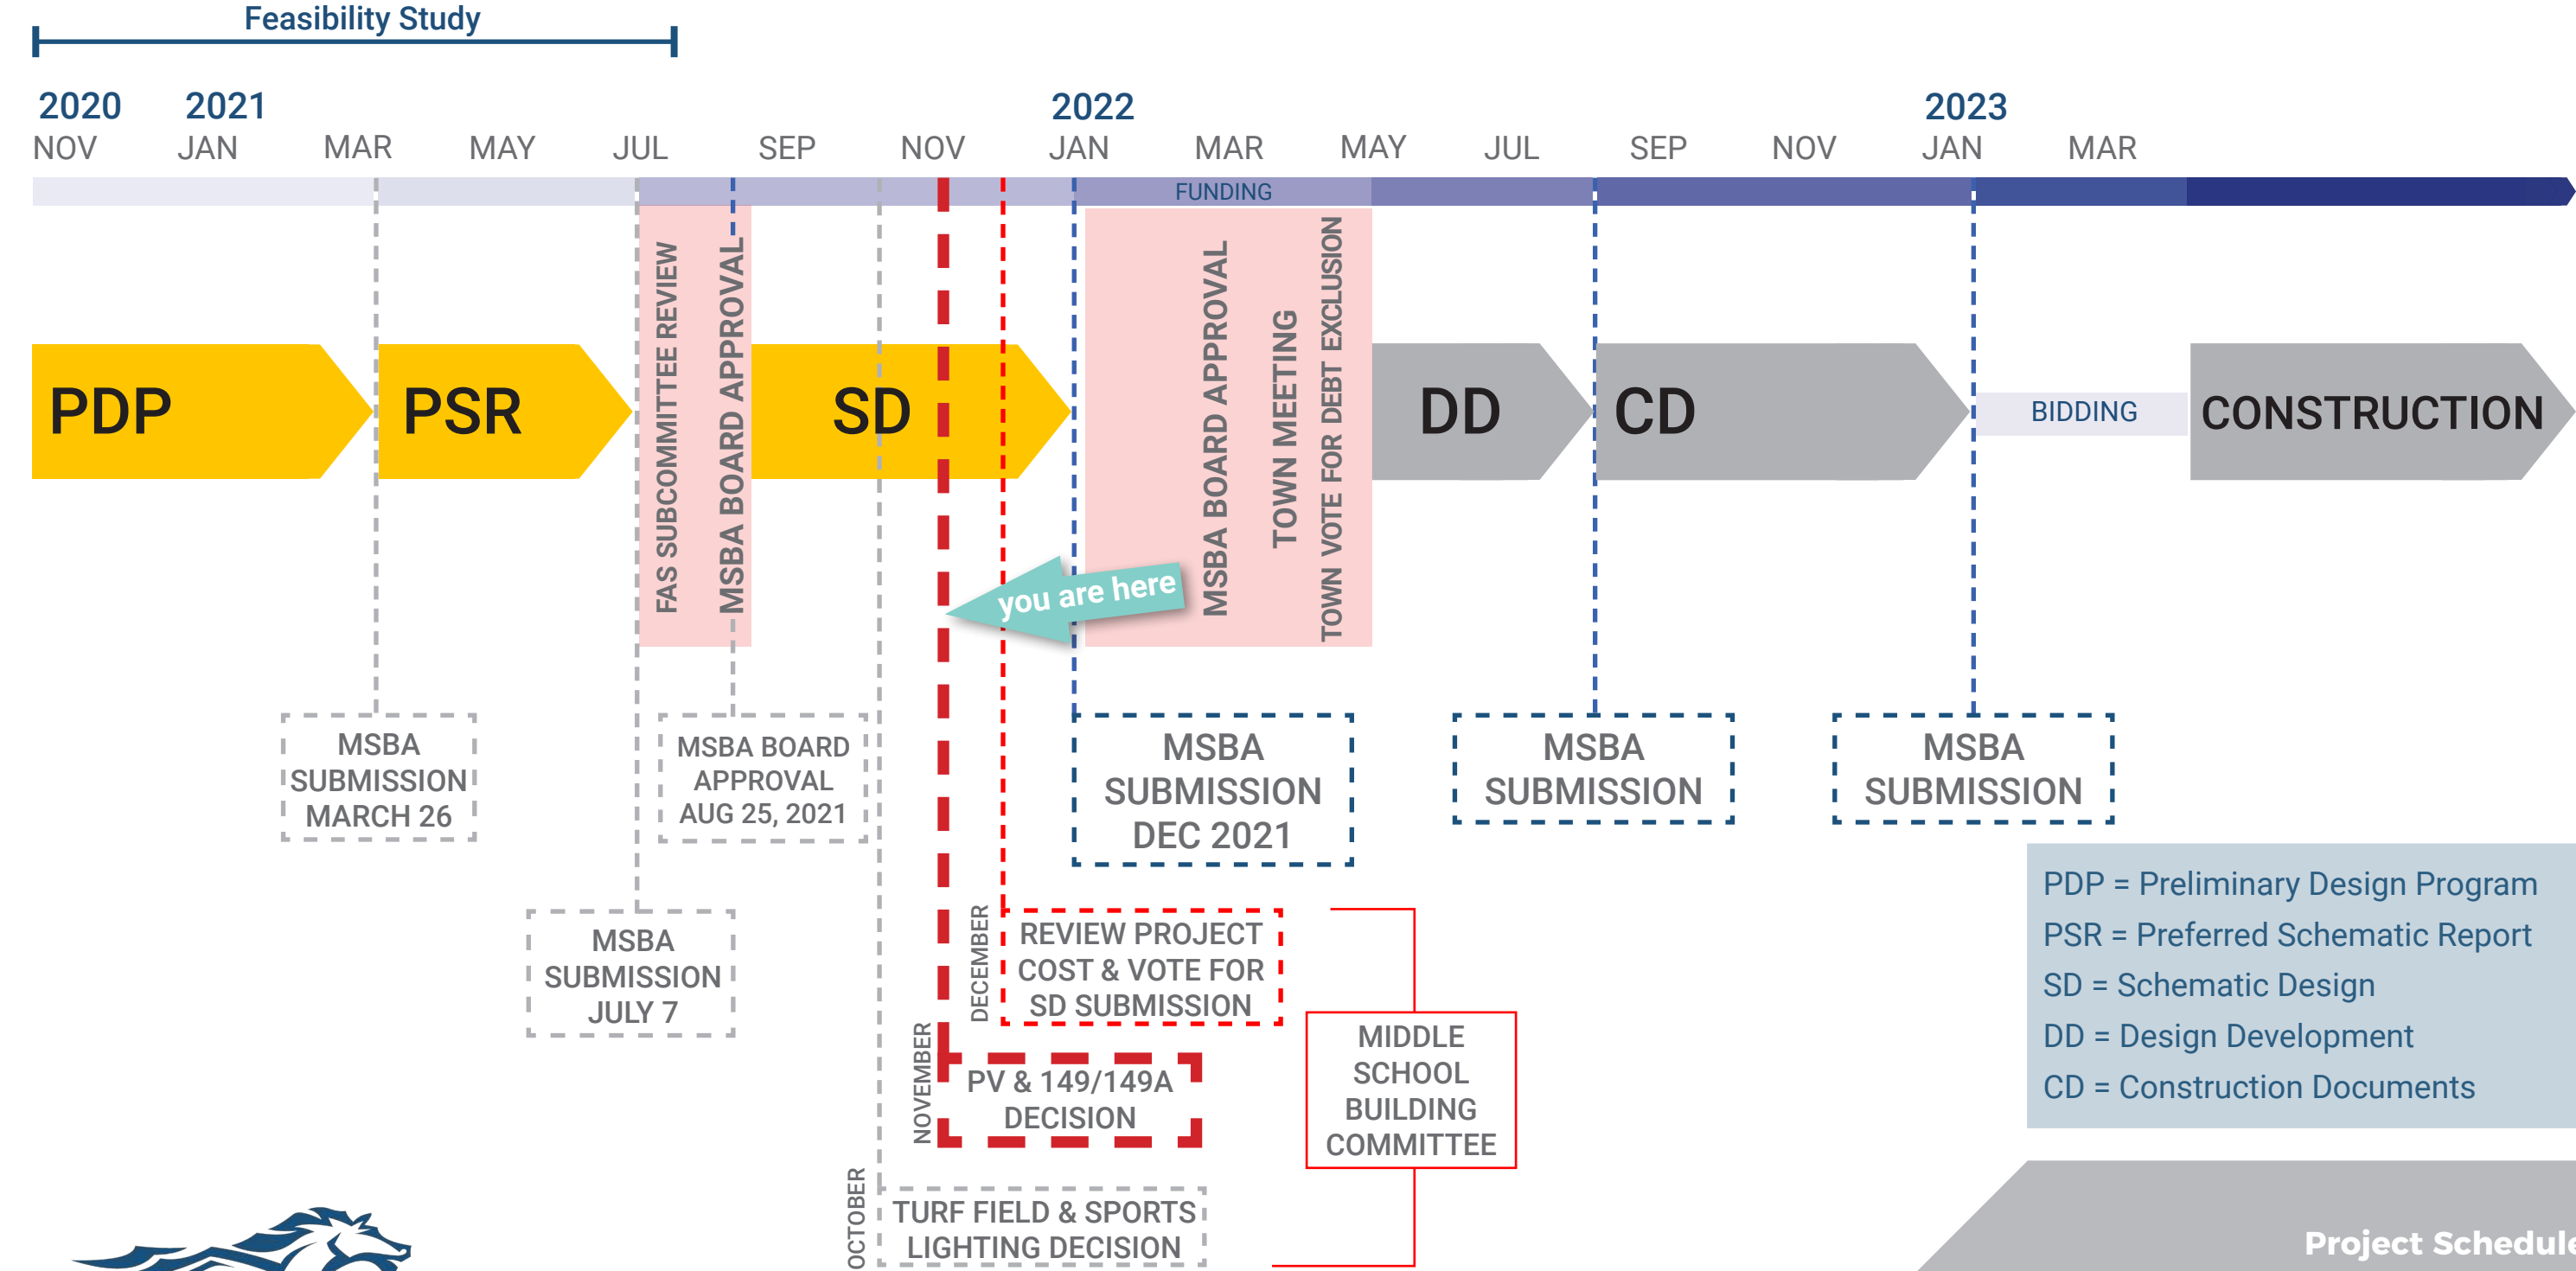 Feasibility Study
2020 2021 2022 2023
NOV JAN MAR MAY JUL SEP NOV JAN MAR MAY JUL SEP NOV JAN MAR
FUNDING
FAS SUBCOMMITTEE REVIEW
MSBA BOARD APPROVAL
MSBA BOARD APPROVAL
TOWN MEETING
TOWN VOTE FOR DEBT EXCLUSION
PDP
PSR
SD
DD
CD
BIDDING
CONSTRUCTION
you are here
MSBA
SUBMISSION
MARCH 26
MSBA BOARD
APPROVAL
AUG 25, 2021
MSBA
SUBMISSION
DEC 2021
MSBA
SUBMISSION
MSBA
SUBMISSION
MSBA
SUBMISSION
JULY 7
DECEMBER
REVIEW PROJECT
COST & VOTE FOR
SD SUBMISSION
NOVEMBER
PV & 149/149A
DECISION
OCTOBER
TURF FIELD & SPORTS
LIGHTING DECISION
MIDDLE
SCHOOL
BUILDING
COMMITTEE
PDP = Preliminary Design Program
PSR = Preferred Schematic Report
SD = Schematic Design
DD = Design Development
CD = Construction Documents
Project Schedule